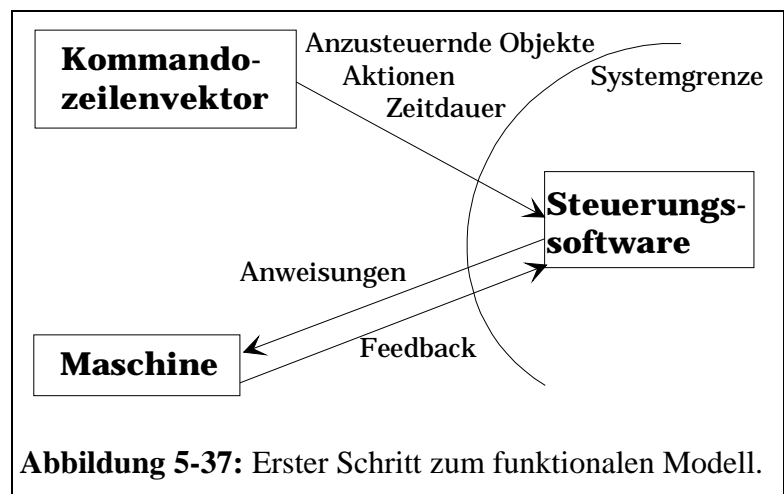 Kommando-
zeilenvektor
Anzusteuernde Objekte
Aktionen
Zeitdauer
Systemgrenze
Steuerungs-
software
Anweisungen
Feedback
Maschine
Abbildung 5-37: Erster Schritt zum funktionalen Modell.